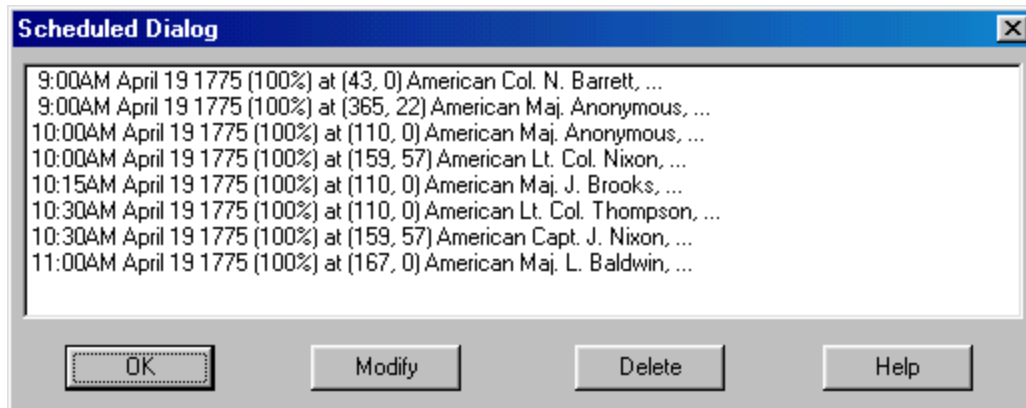 Scheduled Dialog
9:00AM April 19 1775 (100%) at (43, 0) American Col. N. Barrett, ...
9:00AM April 19 1775 (100%) at (365, 22) American Maj. Anonymous, ...
10:00AM April 19 1775 (100%) at (110, 0) American Maj. Anonymous, ...
10:00AM April 19 1775 (100%) at (159, 57) American Lt. Col. Nixon, ...
10:15AM April 19 1775 (100%) at (110, 0) American Maj. J. Brooks, ...
10:30AM April 19 1775 (100%) at (110, 0) American Lt. Col. Thompson, ...
10:30AM April 19 1775 (100%) at (159, 57) American Capt. J. Nixon, ...
11:00AM April 19 1775 (100%) at (167, 0) American Maj. L. Baldwin, ...
OK Modify Delete Help